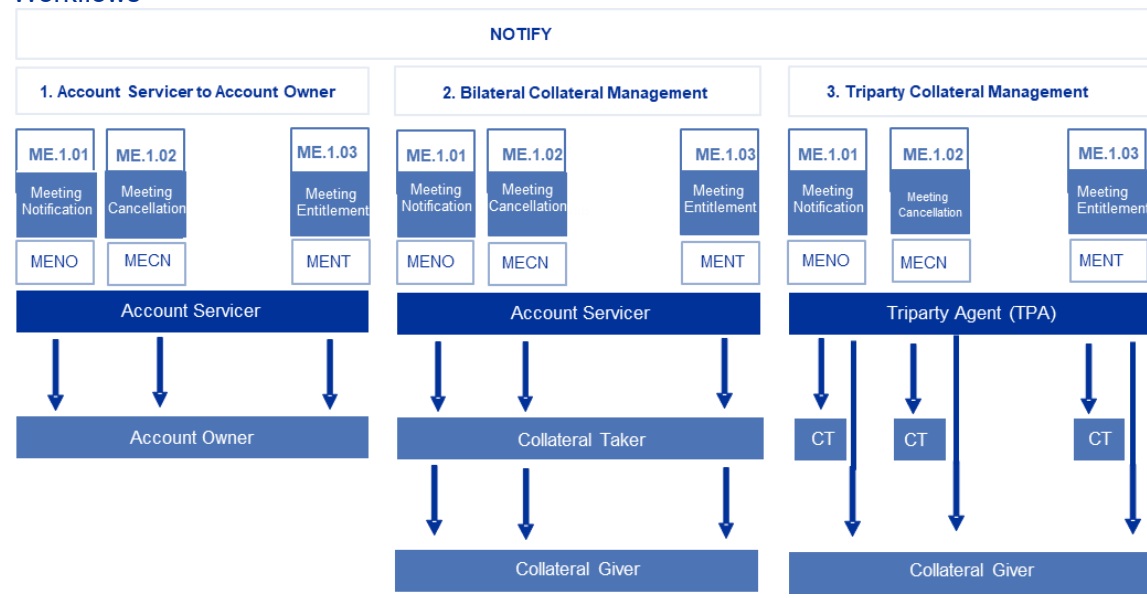 Workflows
NOTIFY
1. Account Servicer to Account Owner
2. Bilateral Collateral Management
3. Triparty Collateral Management
ME.1.01
ME.1.02
ME.1.03
ME.1.01
ME.1.02
ME.1.03
ME.1.01
ME.1.02
ME.1.03
Meeting
Notification
Meeting
Cancellation
Meeting
Entitlement
Meeting
Notification
Meeting
Cancellation
Meeting
Entitlement
Meeting
Notification
Meeting
Cancellation
Meeting
Entitlement
MENO
MECN
MENT
MENO
MECN
MENT
MENO
MECN
MENT
Account Servicer
Account Servicer
Triparty Agent (TPA)
Account Owner
Collateral Taker
CT
CT
CT
Collateral Giver
Collateral Giver